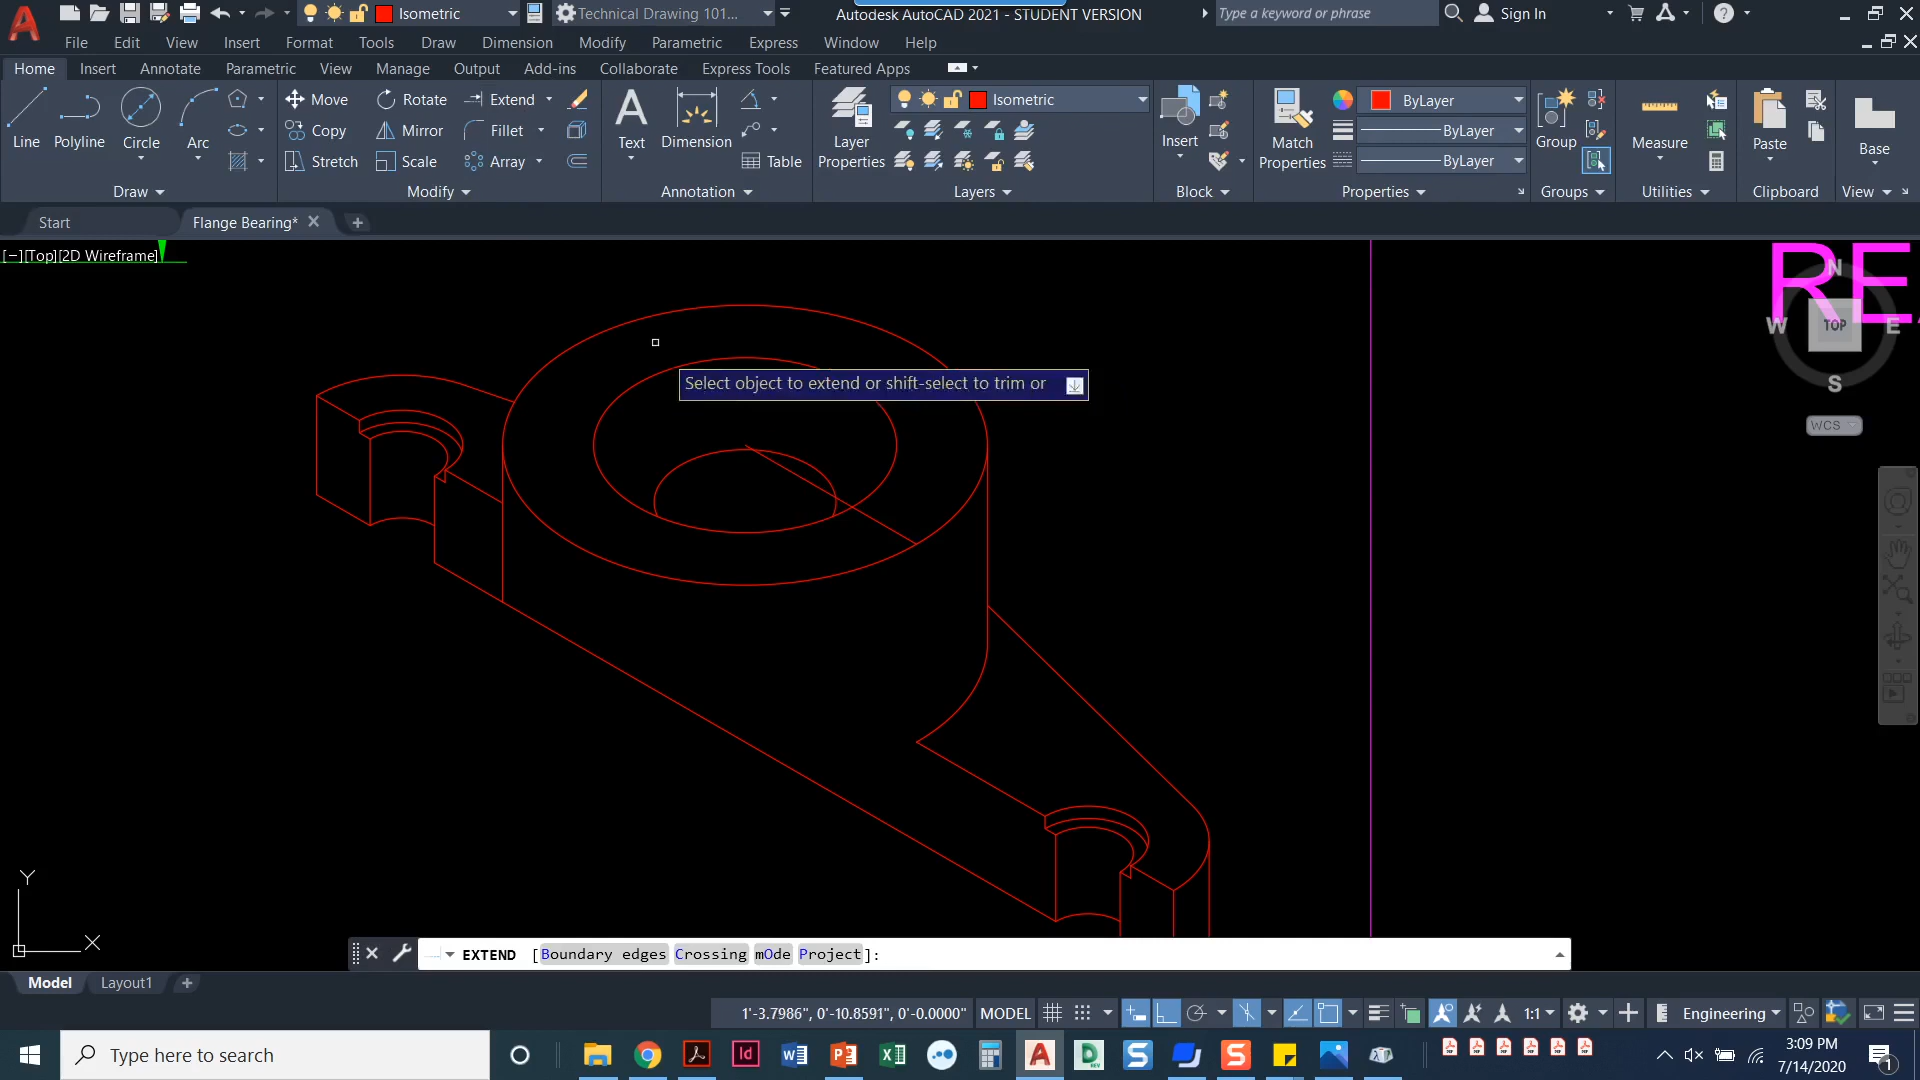 Isometric
Technical Drawing 101...
Autodesk AutoCAD 2021 - STUDENT VERSION
Type a keyword or phrase
Sign In
File Edit View Insert Format Tools Draw Dimension Modify Parametric Express Window Help
Home Insert Annotate Parametric View Manage Output Add-ins Collaborate Express Tools Featured Apps
Line Polyline Circle Arc
Move Rotate Extend
Copy Mirror Fillet
Stretch Scale Array
Text Dimension Table
Layer Properties
Isometric
Insert
Match Properties
ByLayer
ByLayer
ByLayer
Group
Measure
Paste
Base
Draw Modify Annotation Layers Block Properties Groups Utilities Clipboard View
Start Flange Bearing*
[−][Top][2D Wireframe]
RE
N
W TOP E
S
WCS
Select object to extend or shift-select to trim or
Y
X
EXTEND [Boundary edges Crossing mOde Project]:
Model Layout1
1'-3.7986", 0'-10.8591", 0'-0.0000" MODEL 1:1 Engineering
Type here to search
3:09 PM
7/14/2020
1